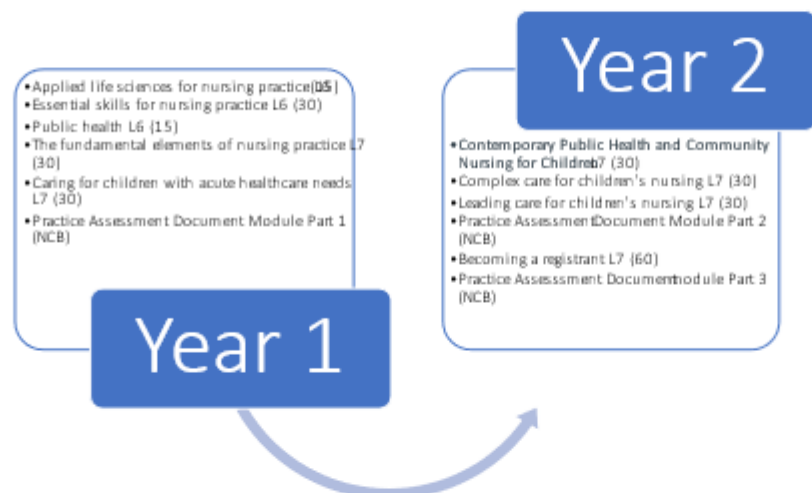 •Applied life sciences for nursing practice (15)
•Essential skills for nursing practice L6 (30)
•Public health L6 (15)
•The fundamental elements of nursing practice L7
(30)
•Caring for children with acute healthcare needs
L7 (30)
•Practice Assessment Document Module Part 1
(NCB)
Year 1
Year 2
•Contemporary Public Health and Community
Nursing for Children L7 (30)
•Complex care for children's nursing L7 (30)
•Leading care for children's nursing L7 (30)
•Practice Assessment Document Module Part 2
(NCB)
•Becoming a registrant L7 (60)
•Practice Assesssment Document module Part 3
(NCB)